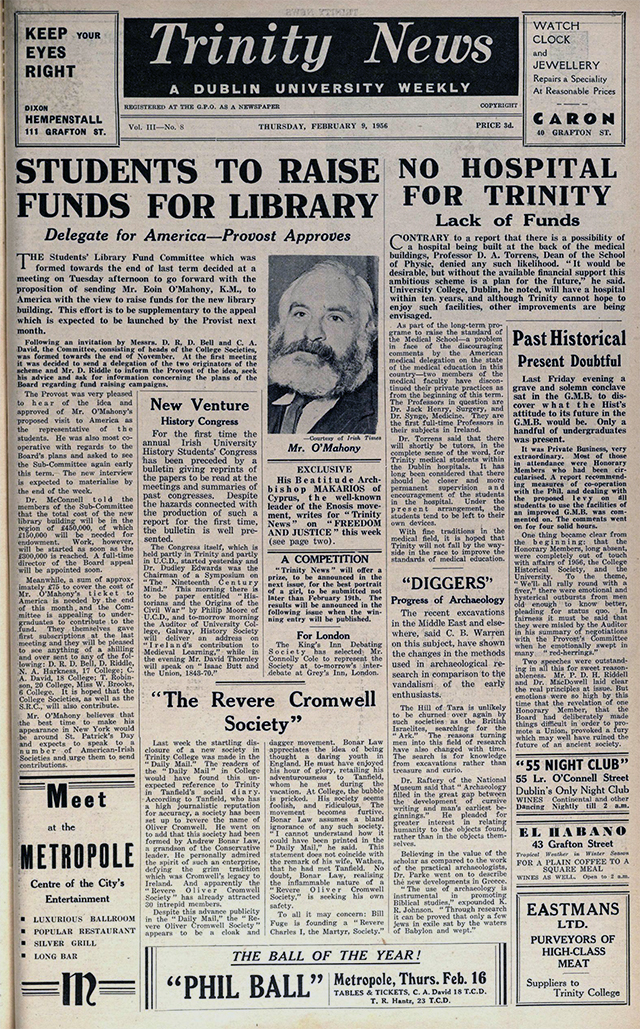 KEEP YOUR
EYES
RIGHT
DIXON
HEMPENSTALL
111 GRAFTON ST.
Trinity News
A DUBLIN UNIVERSITY WEEKLY
REGISTERED AT THE G.P.O. AS A NEWSPAPER
COPYRIGHT
Vol. III—No. 8
THURSDAY, FEBRUARY 9, 1956
PRICE 3d.
WATCH
CLOCK
and
JEWELLERY
Repairs a Speciality
At Reasonable Prices
CARON
40 GRAFTON ST.
STUDENTS TO RAISE
FUNDS FOR LIBRARY
Delegate for America—Provost Approves
THE Students' Library Fund Committee which was
formed towards the end of last term decided at a
meeting on Tuesday afternoon to go forward with the
proposition of sending Mr. Eoin O'Mahony, K.M., to
America with the view to raise funds for the new library
building. This effort is to be supplementary to the appeal
which is expected to be launched by the Provist next
month.
Following an invitation by Messrs. D. R. D. Bell and C. A.
David, the Committee, consisting of heads of the College Societies,
was formed towards the end of November. At the first meeting
it was decided to send a delegation of the two originators of the
scheme and Mr. D. Riddle to inform the Provost of the idea, seek
his advice and ask for information concerning the plans of the
Board regarding fund raising campaigns.
The Provost was very pleased
to hear of the idea and
approved of Mr. O'Mahony's
proposed visit to America
as the representative of the
students. He was also most co-
operative with regards to the
Board's plans and asked to see
the Sub-Committee again early
this term. The new interview
is expected to materialise by
the end of the week.
Dr. McConnell told the
members of the Sub-Committee
that the total cost of the new
library building will be in the
region of £450,000, of which
£150,000 will be needed for
endowment. Work, however,
will be started as soon as the
£300,000 is reached. A full-time
director of the Board appeal
will be appointed soon.
Meanwhile, a sum of approx-
imately £75 to cover the cost of
Mr. O'Mahony's ticket to
America is needed by the end
of this month, and the Com-
mittee is appealing to under-
graduates to contribute to the
fund. They themselves gave
first subscriptions at the last
meeting and they will be pleased
to see anything of a shilling
and over sent to any of the fol-
lowing: D. R. D. Bell, D. Riddle,
N. A. Harkness, 17 College; C.
A. David, 18 College; T. Robin-
son, 20 College, Miss W. Brooks,
6 College. It is hoped that the
College Societies, as well as the
S.R.C., will also contribute.
Mr. O'Mahony believes that
the best time to make his
appearance in New York would
be around St. Patrick's Day
and expects to speak to a
number of American-Irish
Societies and urge them to send
contributions.
Meet
at the
METROPOLE
Centre of the City's
Entertainment
LUXURIOUS BALLROOM
POPULAR RESTAURANT
SILVER GRILL
LONG BAR
M
New Venture
History Congress
For the first time the
annual Irish University
History Students' Congress
has been preceded by a
bulletin giving reprints of
the papers to be read at the
meetings and summaries of
past congresses. Despite
the hazards connected with
the production of such a
report for the first time,
the bulletin is well pre-
sented.
The Congress itself, which is
held partly in Trinity and partly
in U.C.D., started yesterday and
Dr. Dudley Edwards was the
Chairman of a Symposium on
"The Nineteenth Century
Mind." This morning there is
to be paper entitled "His-
torians and the Origins of the
Civil War" by Philip Moore of
U.C.D., and to-morrow morning
the Auditor of University Col-
lege, Galway, History Society
will deliver an address on
"Ireland's contribution to
Medieval Learning," while in
the evening Mr. David Thornley
will speak on "Isaac Butt and
the Union, 1843-70."
—Courtesy of Irish Times
Mr. O'Mahony
EXCLUSIVE
His Beatitude Arch-
bishop MAKARIOS of
Cyprus, the well-known
leader of the Enosis move-
ment, writes for "Trinity
News" on "FREEDOM
AND JUSTICE" this week
(see page two).
A COMPETITION
"Trinity News" will offer a
prize, to be announced in the
next issue, for the best portrait
of a girl, to be submitted not
later than February 19th. The
results will be announced in the
following issue when the win-
ning entry will be published.
For London
The King's Inn Debating
Society has selected Mr.
Connolly Cole to represent the
Society at to-morrow's inter-
debate at Grey's Inn, London.
"The Revere Cromwell
Society"
Last week the startling dis-
closure of a new society in
Trinity College was made in the
"Daily Mail." The readers of
the "Daily Mail" in College
would have found this un-
expected reference to Trinity
in Tanfield's social diary.
According to Tanfield, who has
a high journalistic reputation
for accuracy, a society has been
set up to revere the name of
Oliver Cromwell. He went on
to add that this society had been
formed by Andrew Bonar Law,
a grandson of the Conservative
leader. He personally admired
the spirit of such an enterprise,
defying the grim tradition
which was Cromwell's legacy to
Ireland. And apparently the
"Revere Oliver Cromwell
Society" has already attracted
30 intrepid members.
Despite this advance publicity
in the "Daily Mail," the "Re-
vere Oliver Cromwell Society"
appears to be a cloak and
dagger movement. Bonar Law
appreciates the idea of being
thought a daring youth in
England. He must have enjoyed
his hour of glory, retailing his
adventurousness to Tanfield,
whom he met during the
vacation. At College, the bubble
is pricked. His society seems
foolish, and ridiculous, The
movement becomes furtive.
Bonar Law assumes a bland
ignorance of any such society.
"I cannot understand how it
could have been printed in the
'Daily Mail,'" he said. This
statement does not coincide with
the remark of his wife, Wathen,
that he had met Tanfield. No
doubt, Bonar Law, realising
the inflammable nature of a
"Revere Oliver Cromwell
Society," is seeking his own
safety.
To all it may concern: Bill
Fuge is founding a "Revere
Charles I, the Martyr, Society."
NO HOSPITAL
FOR TRINITY
Lack of Funds
CONTRARY to a report that there is a possibility of
a hospital being built at the back of the medical
buildings, Professor D. A. Torrens, Dean of the School
of Physic, denied any such likelihood. "It would be
desirable, but without the available financial support this
ambitious scheme is a plan for the future," he said.
University College, Dublin, he noted, will have a hospital
within ten years, and although Trinity cannot hope to
enjoy such facilities, other improvements are being
envisaged.
As part of the long-term pro-
gramme to raise the standard of
the Medical School—a problem
in face of the discouraging
comments by the American
medical delegation on the state
of the medical education in this
country—two members of the
medical faculty have discon-
tinued their private practices as
from the beginning of this term.
The Professors in question are
Dr. Jack Henry, Surgery, and
Dr. Synge, Medicine. They are
the first full-time Professors in
their subjects in Ireland.
Dr. Torrens said that there
will shortly be tutors, in the
complete sense of the word, for
Trinity medical students within
the Dublin hospitals. It has
long been considered that there
should be closer and more
permanent supervision and
encouragement of the students
in the hospital. Under the
present arrangement, the
students tend to be left to their
own devices.
With fine traditions in the
medical field, it is hoped that
Trinity will not fall by the way-
side in the race to improve the
standards of medical education.
"DIGGERS"
Progress of Archaeology
The recent excavations
in the Middle East and else-
where, said C. B. Warren
on this subject, have shown
the changes in the methods
used in archaeological re-
search in comparison to the
vandalism of the early
enthusiasts.
The Hill of Tara is unlikely
to be churned over again by
such societies as the British
Israelites, searching for the
"Ark." The reasons turning
men into this field of research
have also changed with time.
The search is for knowledge
from excavations rather than
treasure and curio.
Dr. Raftery of the National
Museum said that "Archaeology
filled in the great gap between
the development of cursive
writing and man's earliest be-
ginnings." He pleaded for
greater interest in relating
humanity to the objects found,
rather than in the objects them-
selves.
Believing in the value of the
scholar as compared to the work
of the practical archaeologists,
Dr. Parke went on to describe
the new developments in Greece.
"The use of archaeology is
instrumental in promoting
Biblical studies," expounded K.
R. Johnson. "Through research
it can be proved that only a few
jews in exile sat by the waters
of Babylon and wept."
Past Historical
Present Doubtful
Last Friday evening a
grave and solemn conclave
sat in the G.M.B. to dis-
cover what the Hist's
attitude to its future in the
G.M.B. would be. Only a
handful of undergraduates
was present.
It was Private Business, very
extraordinary. Most of those
in attendance were Honorary
Members who had been cir-
cularised. A report recommend-
ing measures of co-operation
with the Phil, and dealing with
the proposed levy on all
students to use the facilities of
an improved G.M.B. was com-
mented on. The comments went
on for four solid hours.
One thing became clear from
the beginning: that the
Honorary Members, long absent,
were completely out of touch
with affairs of 1956, the College
Historical Society, and the
University. To the theme,
"We'll all rally round with a
fiver," there were emotional and
hysterical outbursts from men
old enough to know better,
pleading for status quo. In
fairness it must be said that
they were misled by the Auditor
in his summary of negotiations
with the Provost's Committee
when he emotionally swept in
many "red-herrings."
Two speeches were outstand-
ing in all this for sweet reason-
ableness. Mr. P. D. H. Riddell
and Dr. MacDowell laid clear
the real principles at issue. But
emotions were so high by this
time that the revelation of one
Honorary Member, that the
Board had deliberately made
things difficult in order to pro-
mote a Union, provoked a fury
which may well have ruined the
future of an ancient society.
"55 NIGHT CLUB"
55 Lr. O'Connell Street
Dublin's Only Night Club
WINES Continental and other
Dancing Nightly till 2 a.m.
EL HABANO
43 Grafton Street
Tropical Weather in Winter Season
FOR A PLAIN COFFEE TO A
SQUARE MEAL
WINES AS WELL. Open to 2 a.m.
EASTMANS
LTD.
PURVEYORS OF
HIGH-CLASS
MEAT
Suppliers to
Trinity College
THE BALL OF THE YEAR!
"PHIL BALL"
Metropole, Thurs. Feb. 16
TABLES & TICKETS, C. A. David 18 T.C.D.
T. R. Hantz, 23 T.C.D.